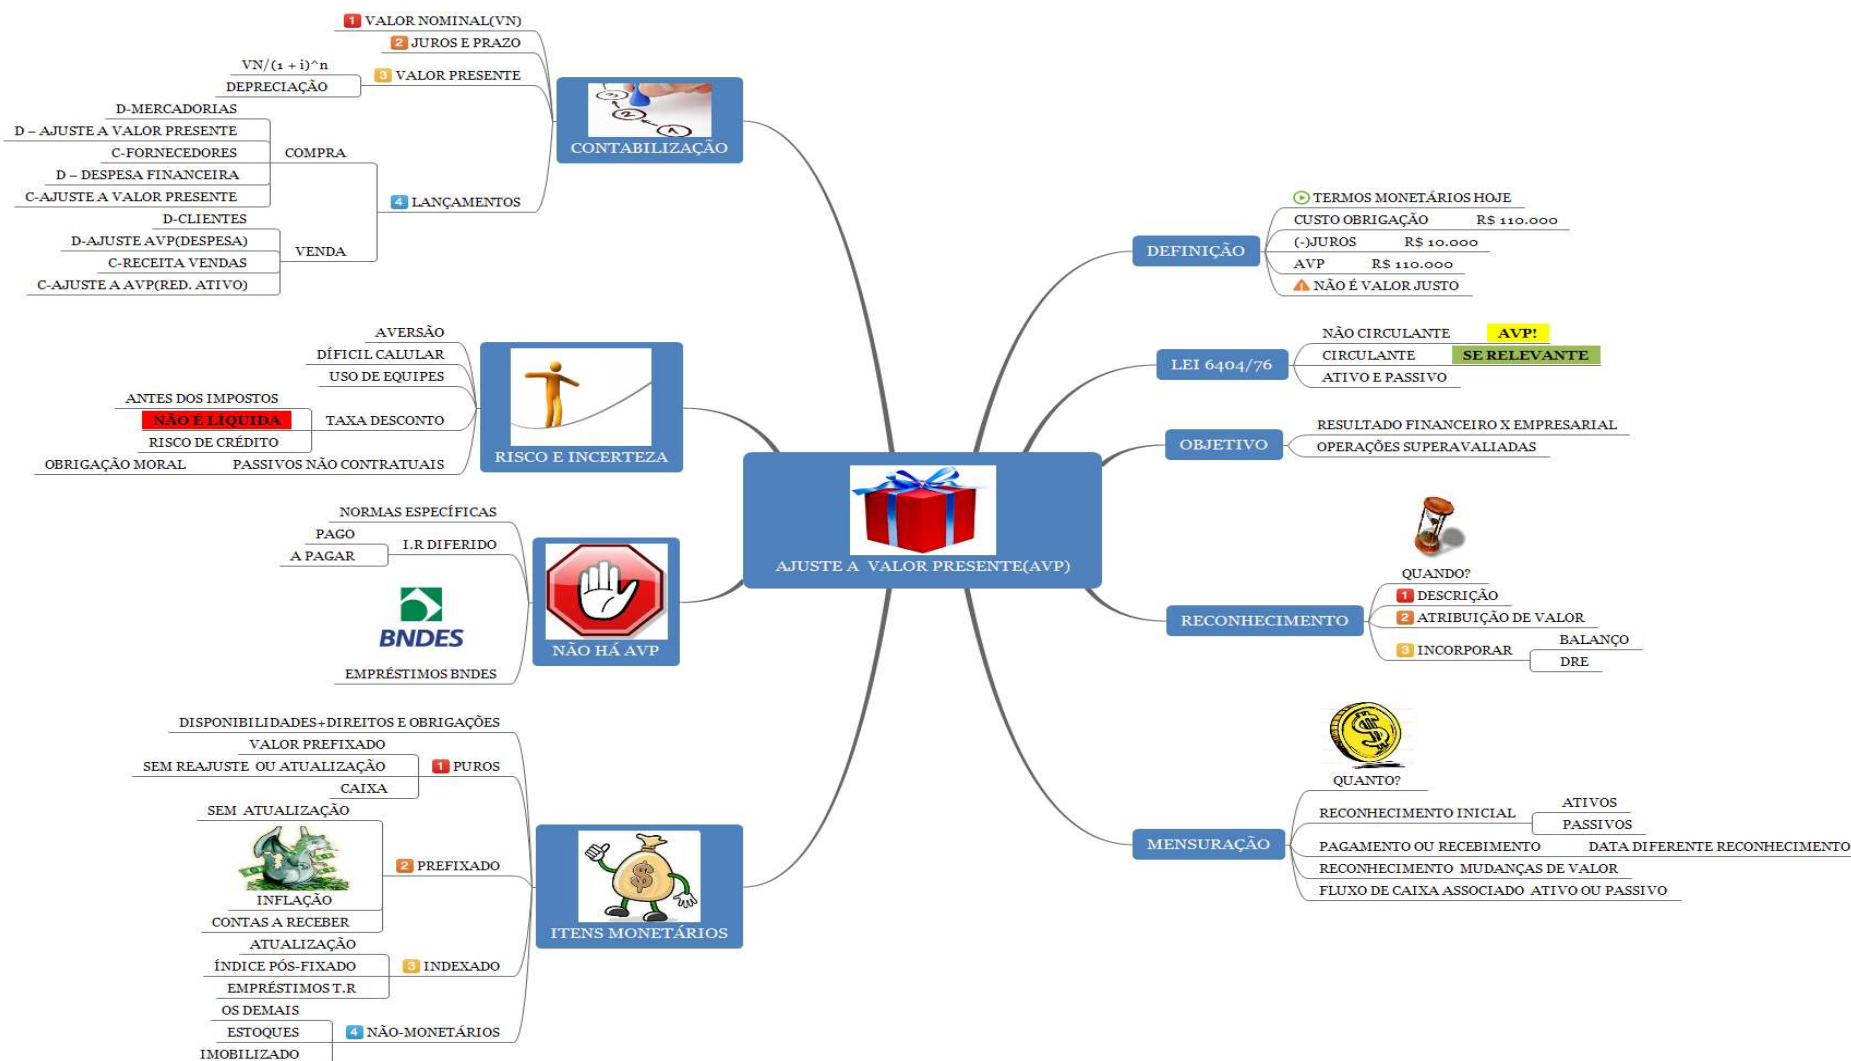 AJUSTE A VALOR PRESENTE(AVP)
CONTABILIZAÇÃO
1 VALOR NOMINAL(VN)
2 JUROS E PRAZO
3 VALOR PRESENTE
VN/(1 + i)^n
DEPRECIAÇÃO
4 LANÇAMENTOS
COMPRA
D-MERCADORIAS
D – AJUSTE A VALOR PRESENTE
C-FORNECEDORES
D – DESPESA FINANCEIRA
C-AJUSTE A VALOR PRESENTE
VENDA
D-CLIENTES
D-AJUSTE AVP(DESPESA)
C-RECEITA VENDAS
C-AJUSTE A AVP(RED. ATIVO)
RISCO E INCERTEZA
AVERSÃO
DÍFICIL CALULAR
USO DE EQUIPES
TAXA DESCONTO
ANTES DOS IMPOSTOS
NÃO É LÍQUIDA
RISCO DE CRÉDITO
PASSIVOS NÃO CONTRATUAIS
OBRIGAÇÃO MORAL
NÃO HÁ AVP
NORMAS ESPECÍFICAS
I.R DIFERIDO
PAGO
A PAGAR
BNDES
EMPRÉSTIMOS BNDES
ITENS MONETÁRIOS
DISPONIBILIDADES+DIREITOS E OBRIGAÇÕES
1 PUROS
VALOR PREFIXADO
SEM REAJUSTE OU ATUALIZAÇÃO
CAIXA
2 PREFIXADO
SEM ATUALIZAÇÃO
INFLAÇÃO
CONTAS A RECEBER
3 INDEXADO
ATUALIZAÇÃO
ÍNDICE PÓS-FIXADO
EMPRÉSTIMOS T.R
4 NÃO-MONETÁRIOS
OS DEMAIS
ESTOQUES
IMOBILIZADO
DEFINIÇÃO
TERMOS MONETÁRIOS HOJE
CUSTO OBRIGAÇÃO R$ 110.000
(-)JUROS R$ 10.000
AVP R$ 110.000
NÃO É VALOR JUSTO
LEI 6404/76
NÃO CIRCULANTE AVP!
CIRCULANTE SE RELEVANTE
ATIVO E PASSIVO
OBJETIVO
RESULTADO FINANCEIRO X EMPRESARIAL
OPERAÇÕES SUPERAVALIADAS
RECONHECIMENTO
QUANDO?
1 DESCRIÇÃO
2 ATRIBUIÇÃO DE VALOR
3 INCORPORAR
BALANÇO
DRE
MENSURAÇÃO
QUANTO?
RECONHECIMENTO INICIAL
ATIVOS
PASSIVOS
PAGAMENTO OU RECEBIMENTO DATA DIFERENTE RECONHECIMENTO
RECONHECIMENTO MUDANÇAS DE VALOR
FLUXO DE CAIXA ASSOCIADO ATIVO OU PASSIVO